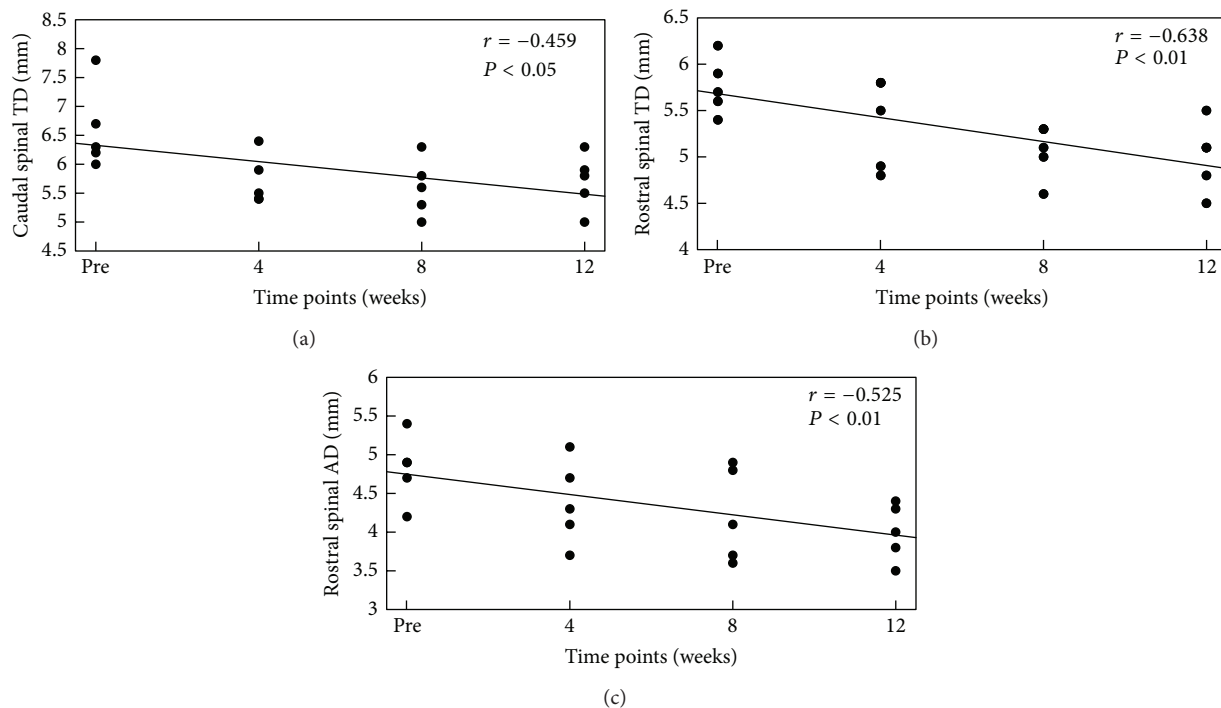 8.5
8
7.5
7
6.5
6
5.5
5
4.5
Caudal spinal TD (mm)
r = −0.459
P < 0.05
Pre
4
8
12
Time points (weeks)
(a)
6.5
6
5.5
5
4.5
4
Rostral spinal TD (mm)
r = −0.638
P < 0.01
Pre
4
8
12
Time points (weeks)
(b)
6
5.5
5
4.5
4
3.5
3
Rostral spinal AD (mm)
r = −0.525
P < 0.01
Pre
4
8
12
Time points (weeks)
(c)